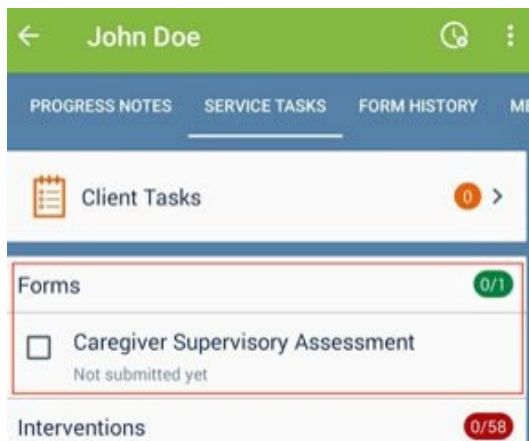 John Doe
PROGRESS NOTES SERVICE TASKS FORM HISTORY ME
Client Tasks 0
Forms 0/1
Caregiver Supervisory Assessment
Not submitted yet
Interventions 0/58